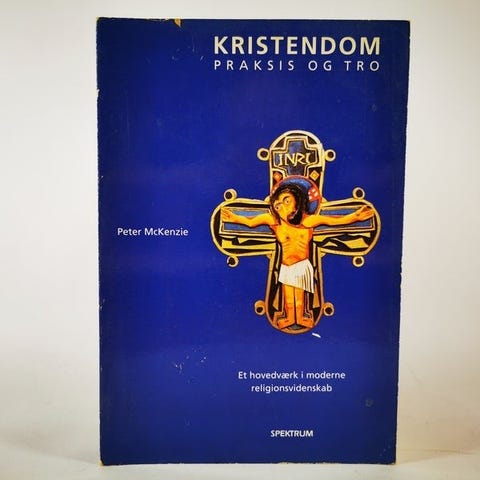 KRISTENDOM
PRAKSIS OG TRO
INRI
Peter McKenzie
Et hovedværk i moderne
religionsvidenskab
SPEKTRUM